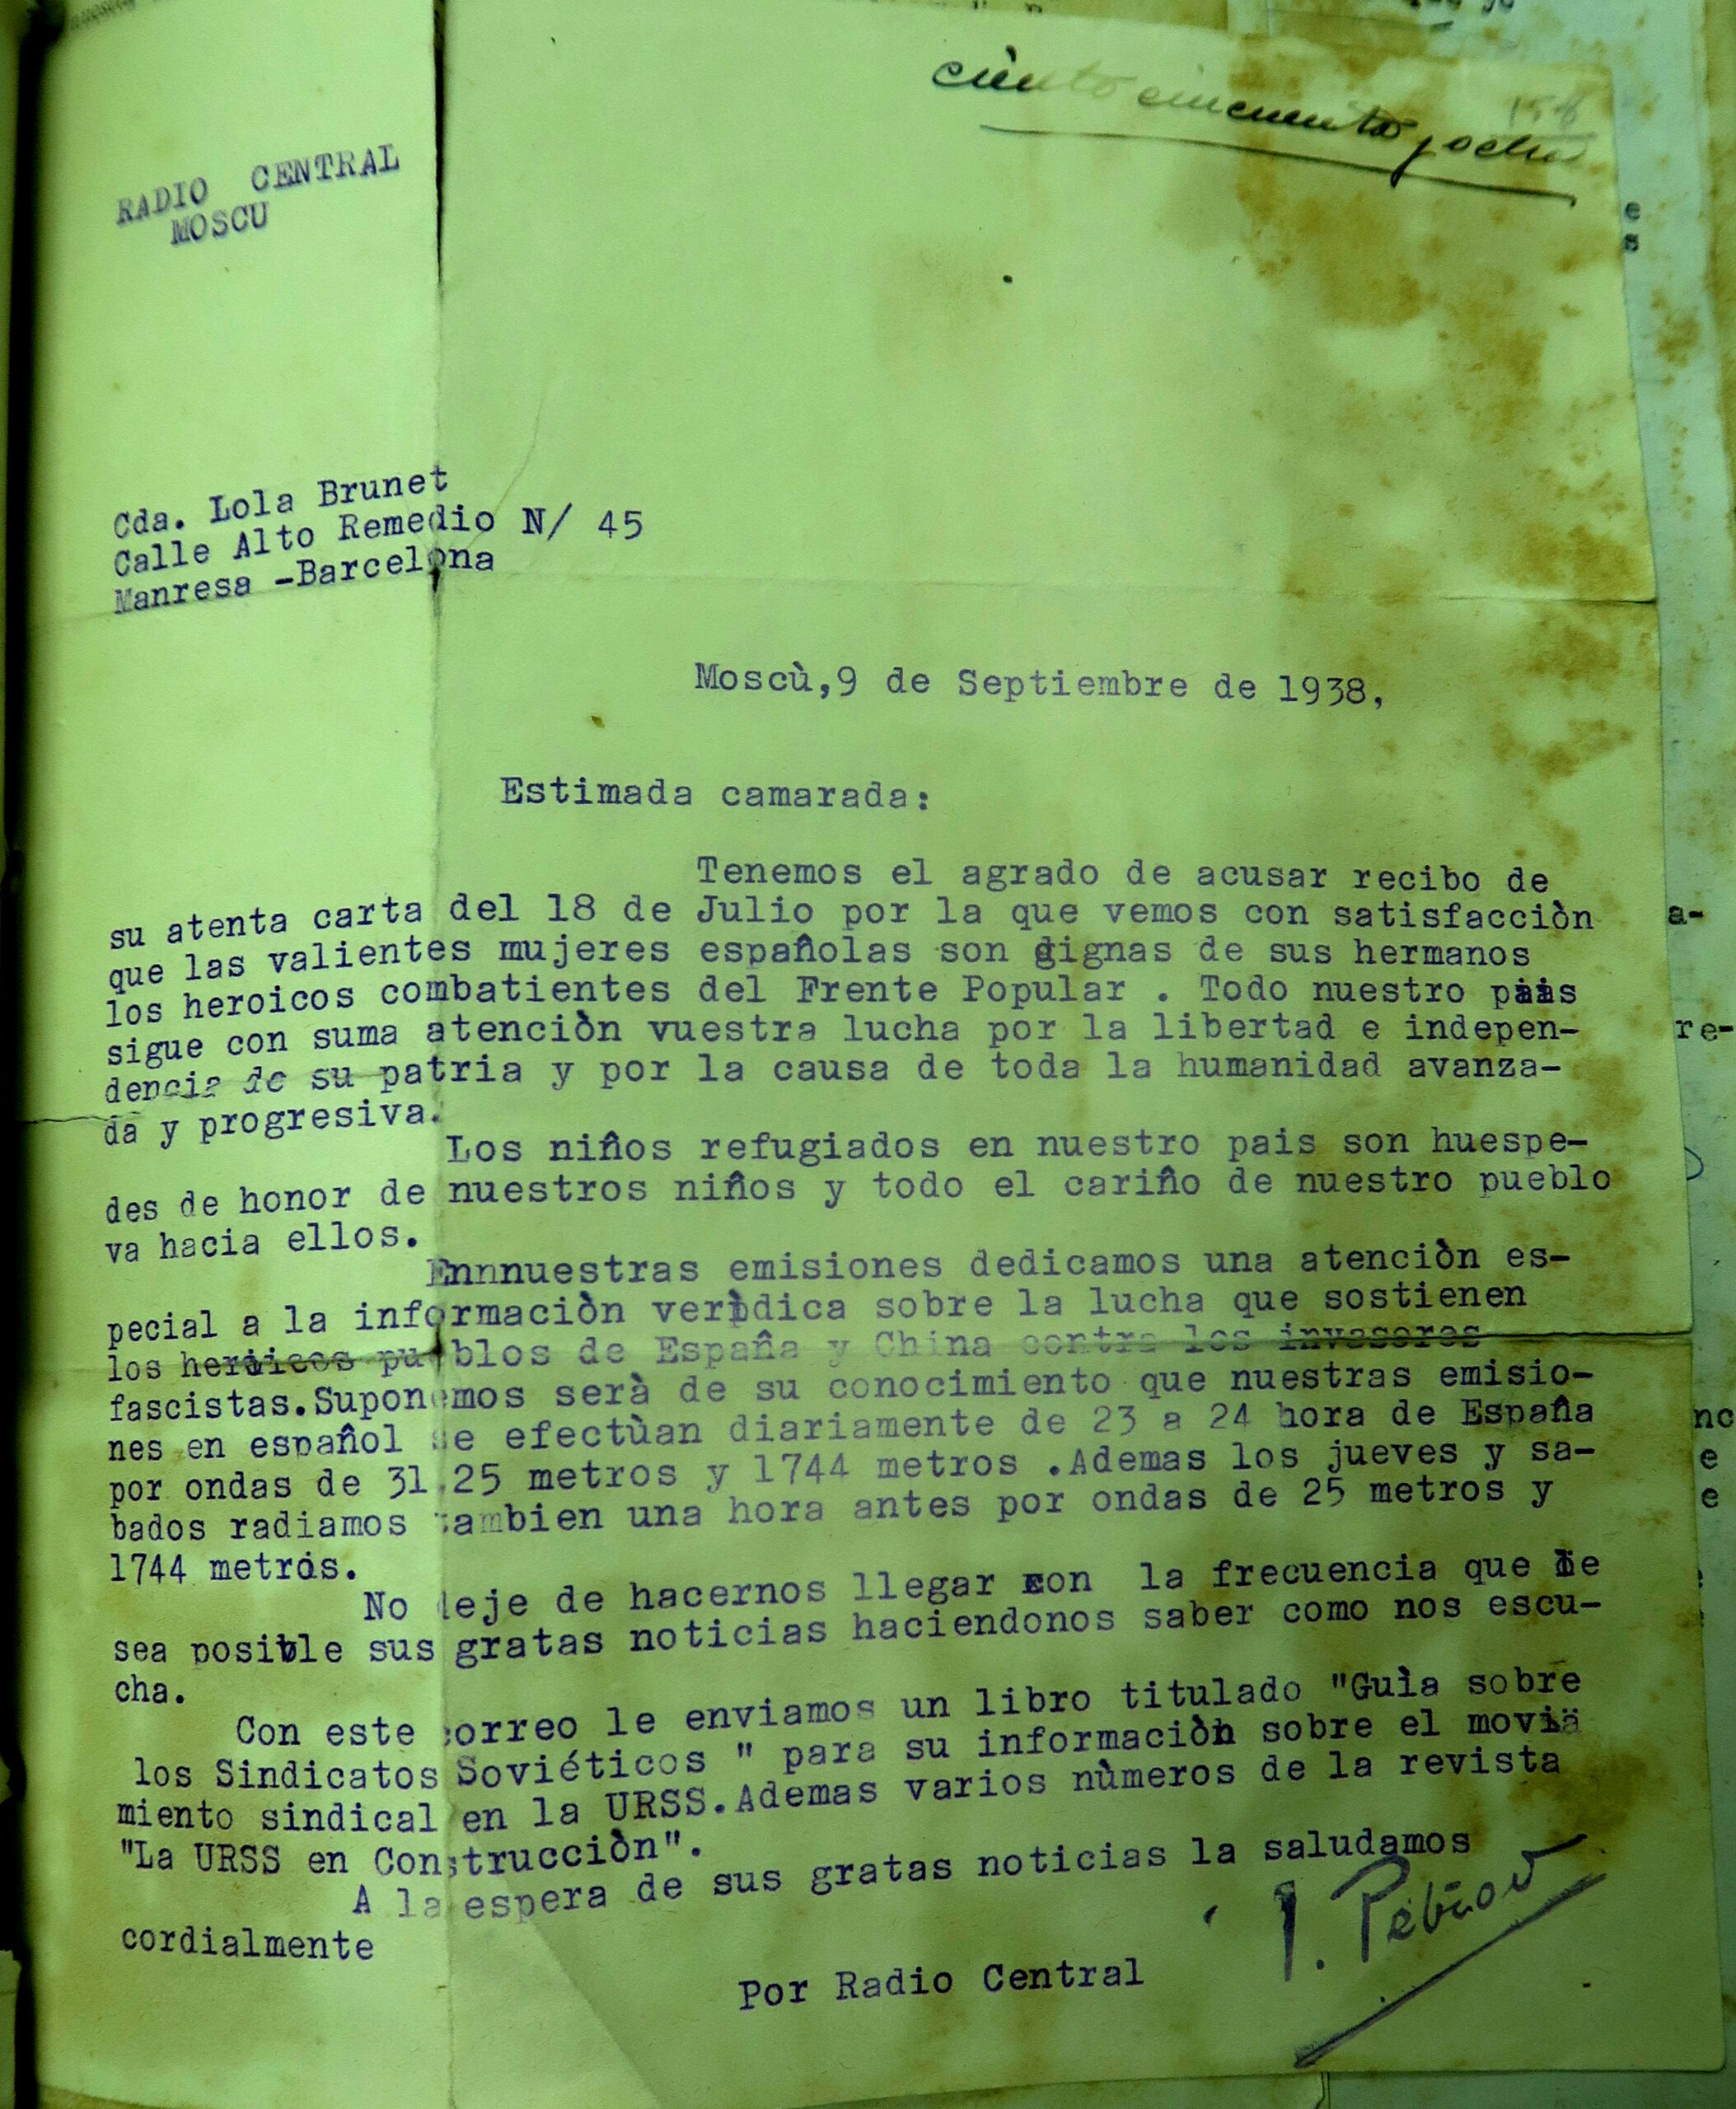 ciento cincuenta y ocho
158
RADIO CENTRAL
MOSCU
Cda. Lola Brunet
Calle Alto Remedio N/ 45
Manresa -Barcelona
Moscù,9 de Septiembre de 1938,
Estimada camarada:
Tenemos el agrado de acusar recibo de
su atenta carta del 18 de Julio por la que vemos con satisfacciòn
que las valientes mujeres españolas son dignas de sus hermanos
los heroicos combatientes del Frente Popular . Todo nuestro pais
sigue con suma atenciòn vuestra lucha por la libertad e indepen-
dencia de su patria y por la causa de toda la humanidad avanza-
da y progresiva.
Los niños refugiados en nuestro pais son huespe-
des de honor de nuestros niños y todo el cariño de nuestro pueblo
va hacia ellos.
Ennnuestras emisiones dedicamos una atenciòn es-
pecial a la informaciòn verìdica sobre la lucha que sostienen
los heroicos pueblos de España y China contra los invasores
fascistas.Suponemos serà de su conocimiento que nuestras emisio-
nes en español se efectùan diariamente de 23 a 24 hora de España
por ondas de 31,25 metros y 1744 metros .Ademas los jueves y sa-
bados radiamos tambien una hora antes por ondas de 25 metros y
1744 metros.
No deje de hacernos llegar con la frecuencia que le
sea posible sus gratas noticias haciendonos saber como nos escu-
cha.
Con este correo le enviamos un libro titulado "Guìa sobre
los Sindicatos Soviéticos " para su informaciòn sobre el movi
miento sindical en la URSS.Ademas varios nùmeros de la revista
"La URSS en Construcciòn".
A la espera de sus gratas noticias la saludamos
cordialmente
Por Radio Central
e
s
a-
re-
nc
e
e